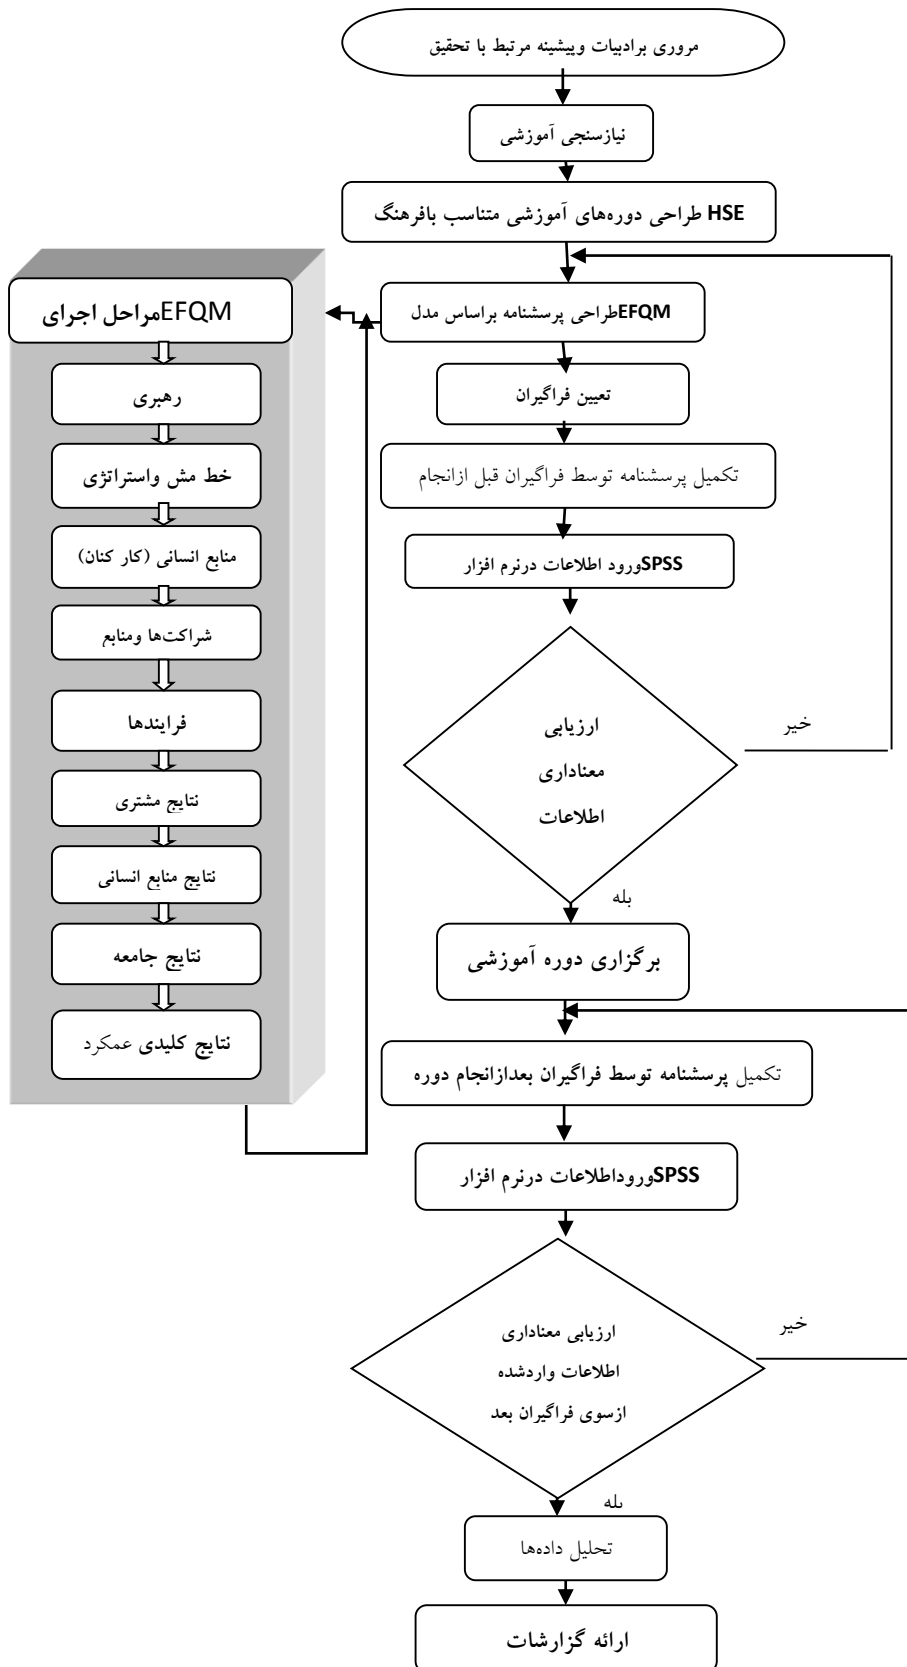 مروری برادبیات وپیشینه مرتبط با تحقیق
نیازسنجی آموزشی
HSE طراحی دوره‌های آموزشی متناسب بافرهنگ
EFQMطراحی پرسشنامه براساس مدل
تعیین فراگیران
تکمیل پرسشنامه توسط فراگیران قبل ازانجام
SPSSورود اطلاعات درنرم افزار
ارزیابی
معناداری
اطلاعات
خیر
بله
برگزاری دوره آموزشی
تکمیل پرسشنامه توسط فراگیران بعدازانجام دوره
SPSSوروداطلاعات درنرم افزار
ارزیابی معناداری
اطلاعات واردشده
ازسوی فراگیران بعد
خیر
بله
تحلیل داده‌ها
ارائه گزارشات
EFQMمراحل اجرای
رهبری
خط مش واستراتژی
منابع انسانی (کار کنان)
شراکت‌ها ومنابع
فرایندها
نتایج مشتری
نتایج منابع انسانی
نتایج جامعه
نتایج کلیدی عمکرد